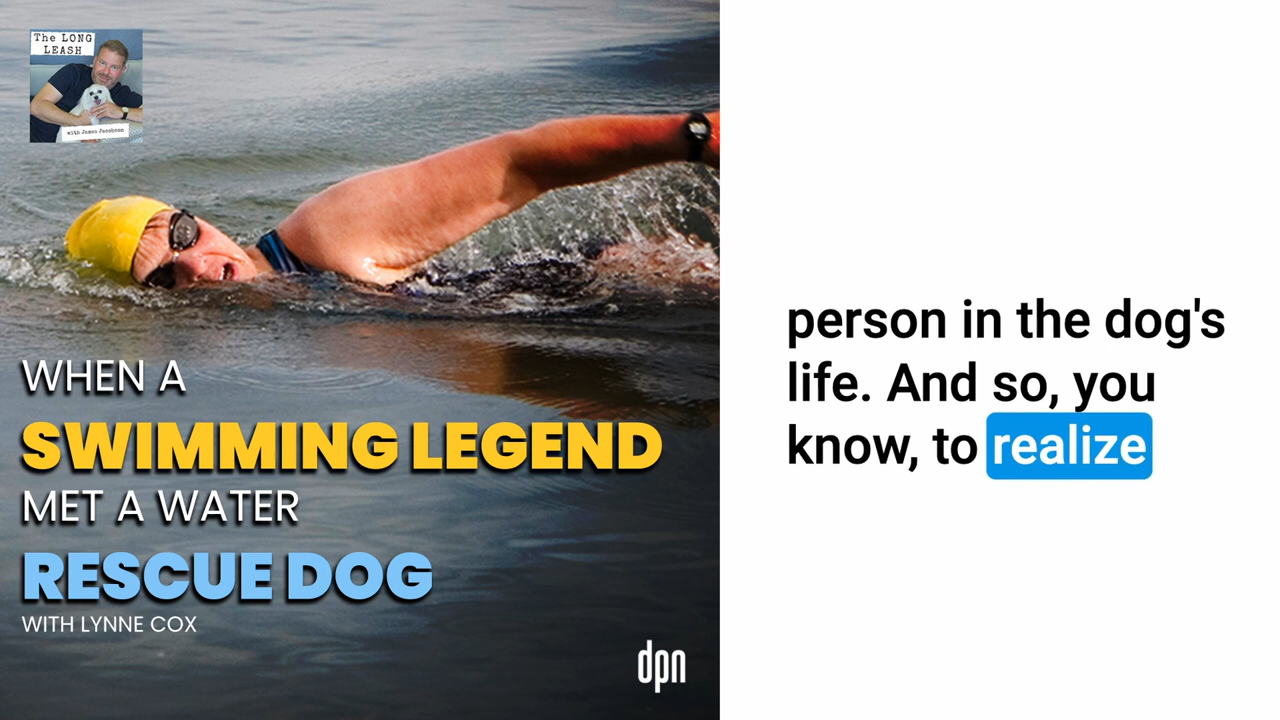 The LONG
LEASH
with James Jacobson
WHEN A
SWIMMING LEGEND
MET A WATER
RESCUE DOG
WITH LYNNE COX
dpn
person in the dog's
life. And so, you
know, to realize